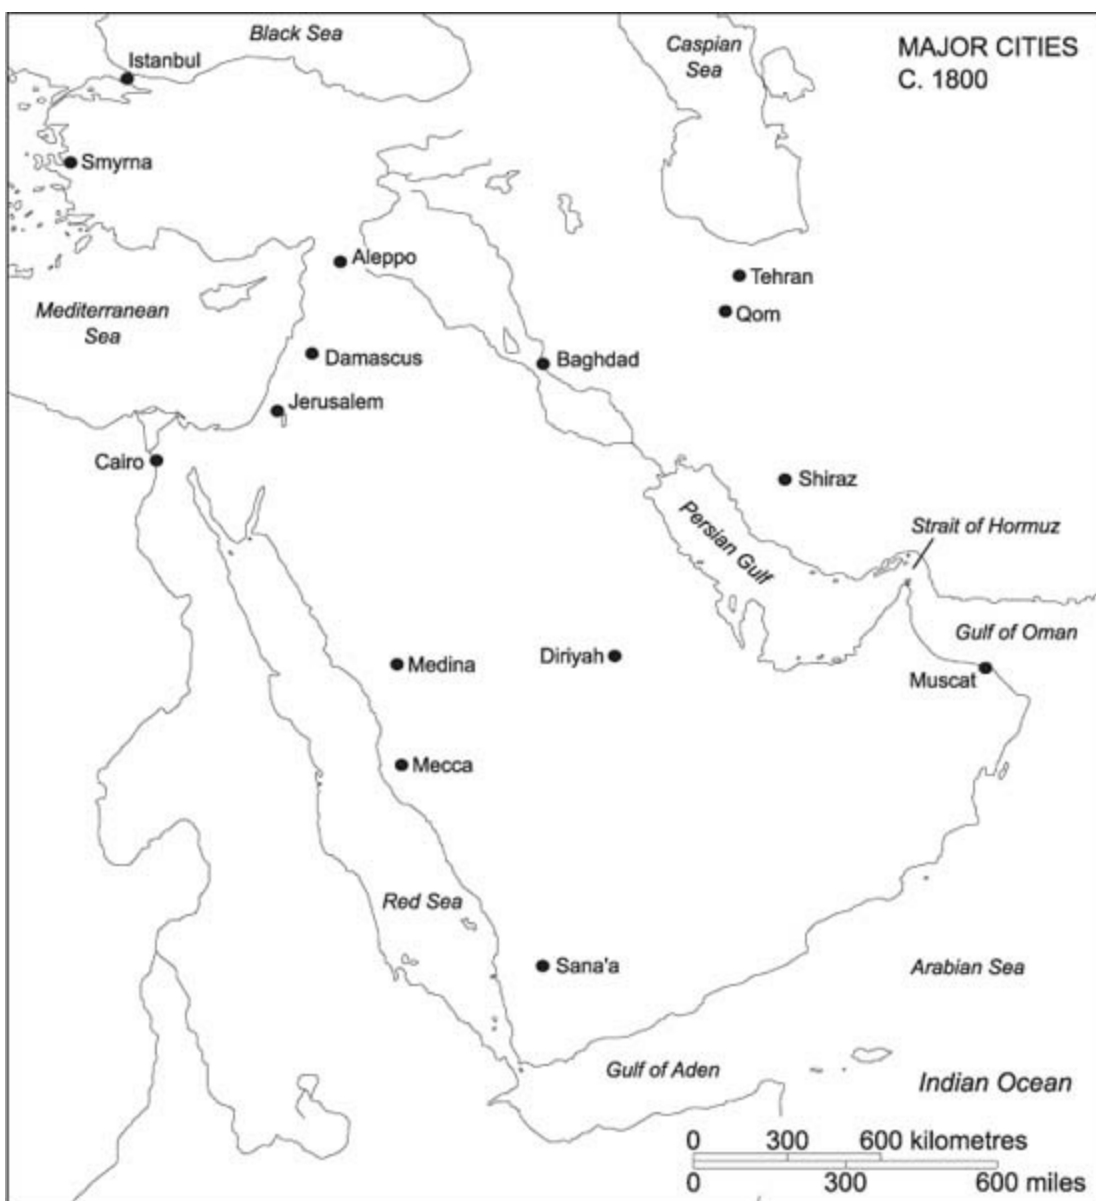 Black Sea
Caspian
Sea
MAJOR CITIES
C. 1800
Istanbul
Smyrna
Aleppo
Tehran
Qom
Mediterranean
Sea
Damascus
Baghdad
Jerusalem
Cairo
Shiraz
Persian Gulf
Strait of Hormuz
Gulf of Oman
Medina
Diriyah
Muscat
Mecca
Red Sea
Sana'a
Arabian Sea
Gulf of Aden
Indian Ocean
0 300 600 kilometres
0 300 600 miles